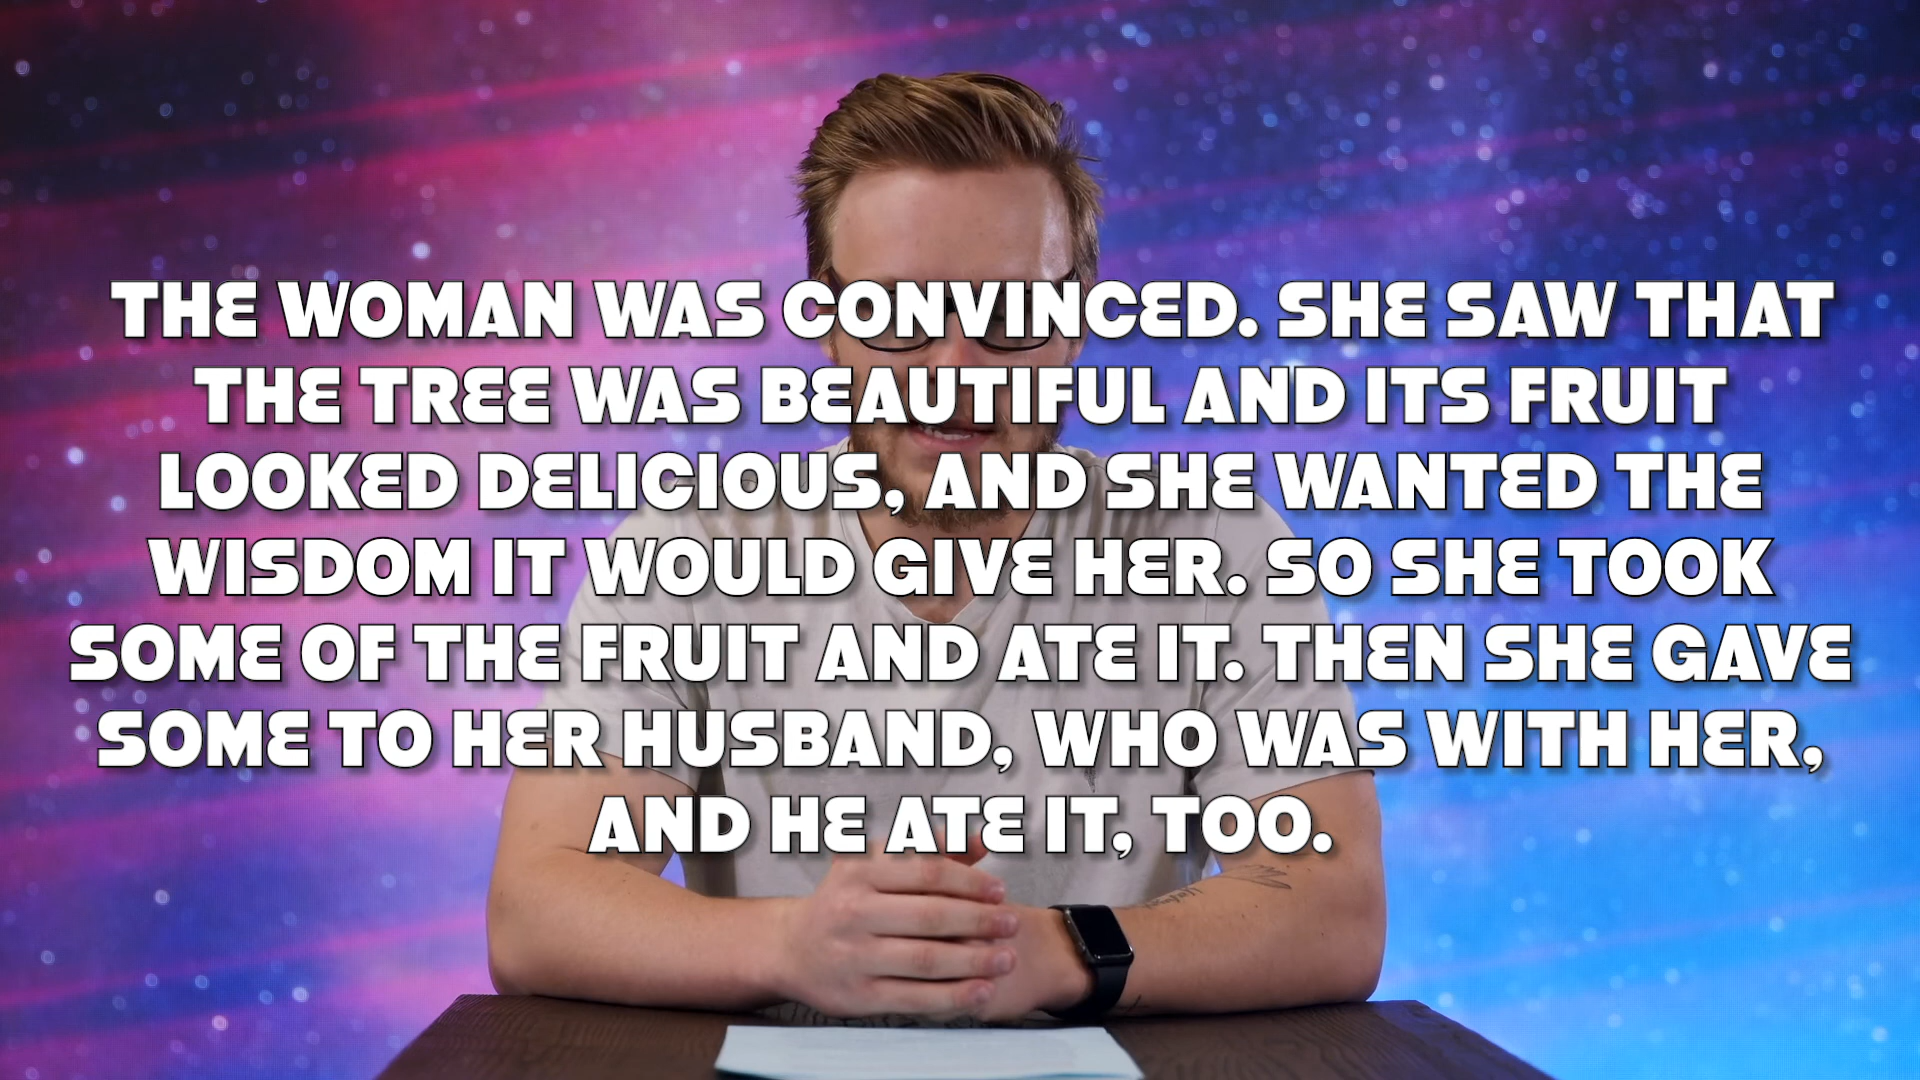 THE WOMAN WAS CONVINCED. SHE SAW THAT
THE TREE WAS BEAUTIFUL AND ITS FRUIT
LOOKED DELICIOUS, AND SHE WANTED THE
WISDOM IT WOULD GIVE HER. SO SHE TOOK
SOME OF THE FRUIT AND ATE IT. THEN SHE GAVE
SOME TO HER HUSBAND, WHO WAS WITH HER,
AND HE ATE IT, TOO.